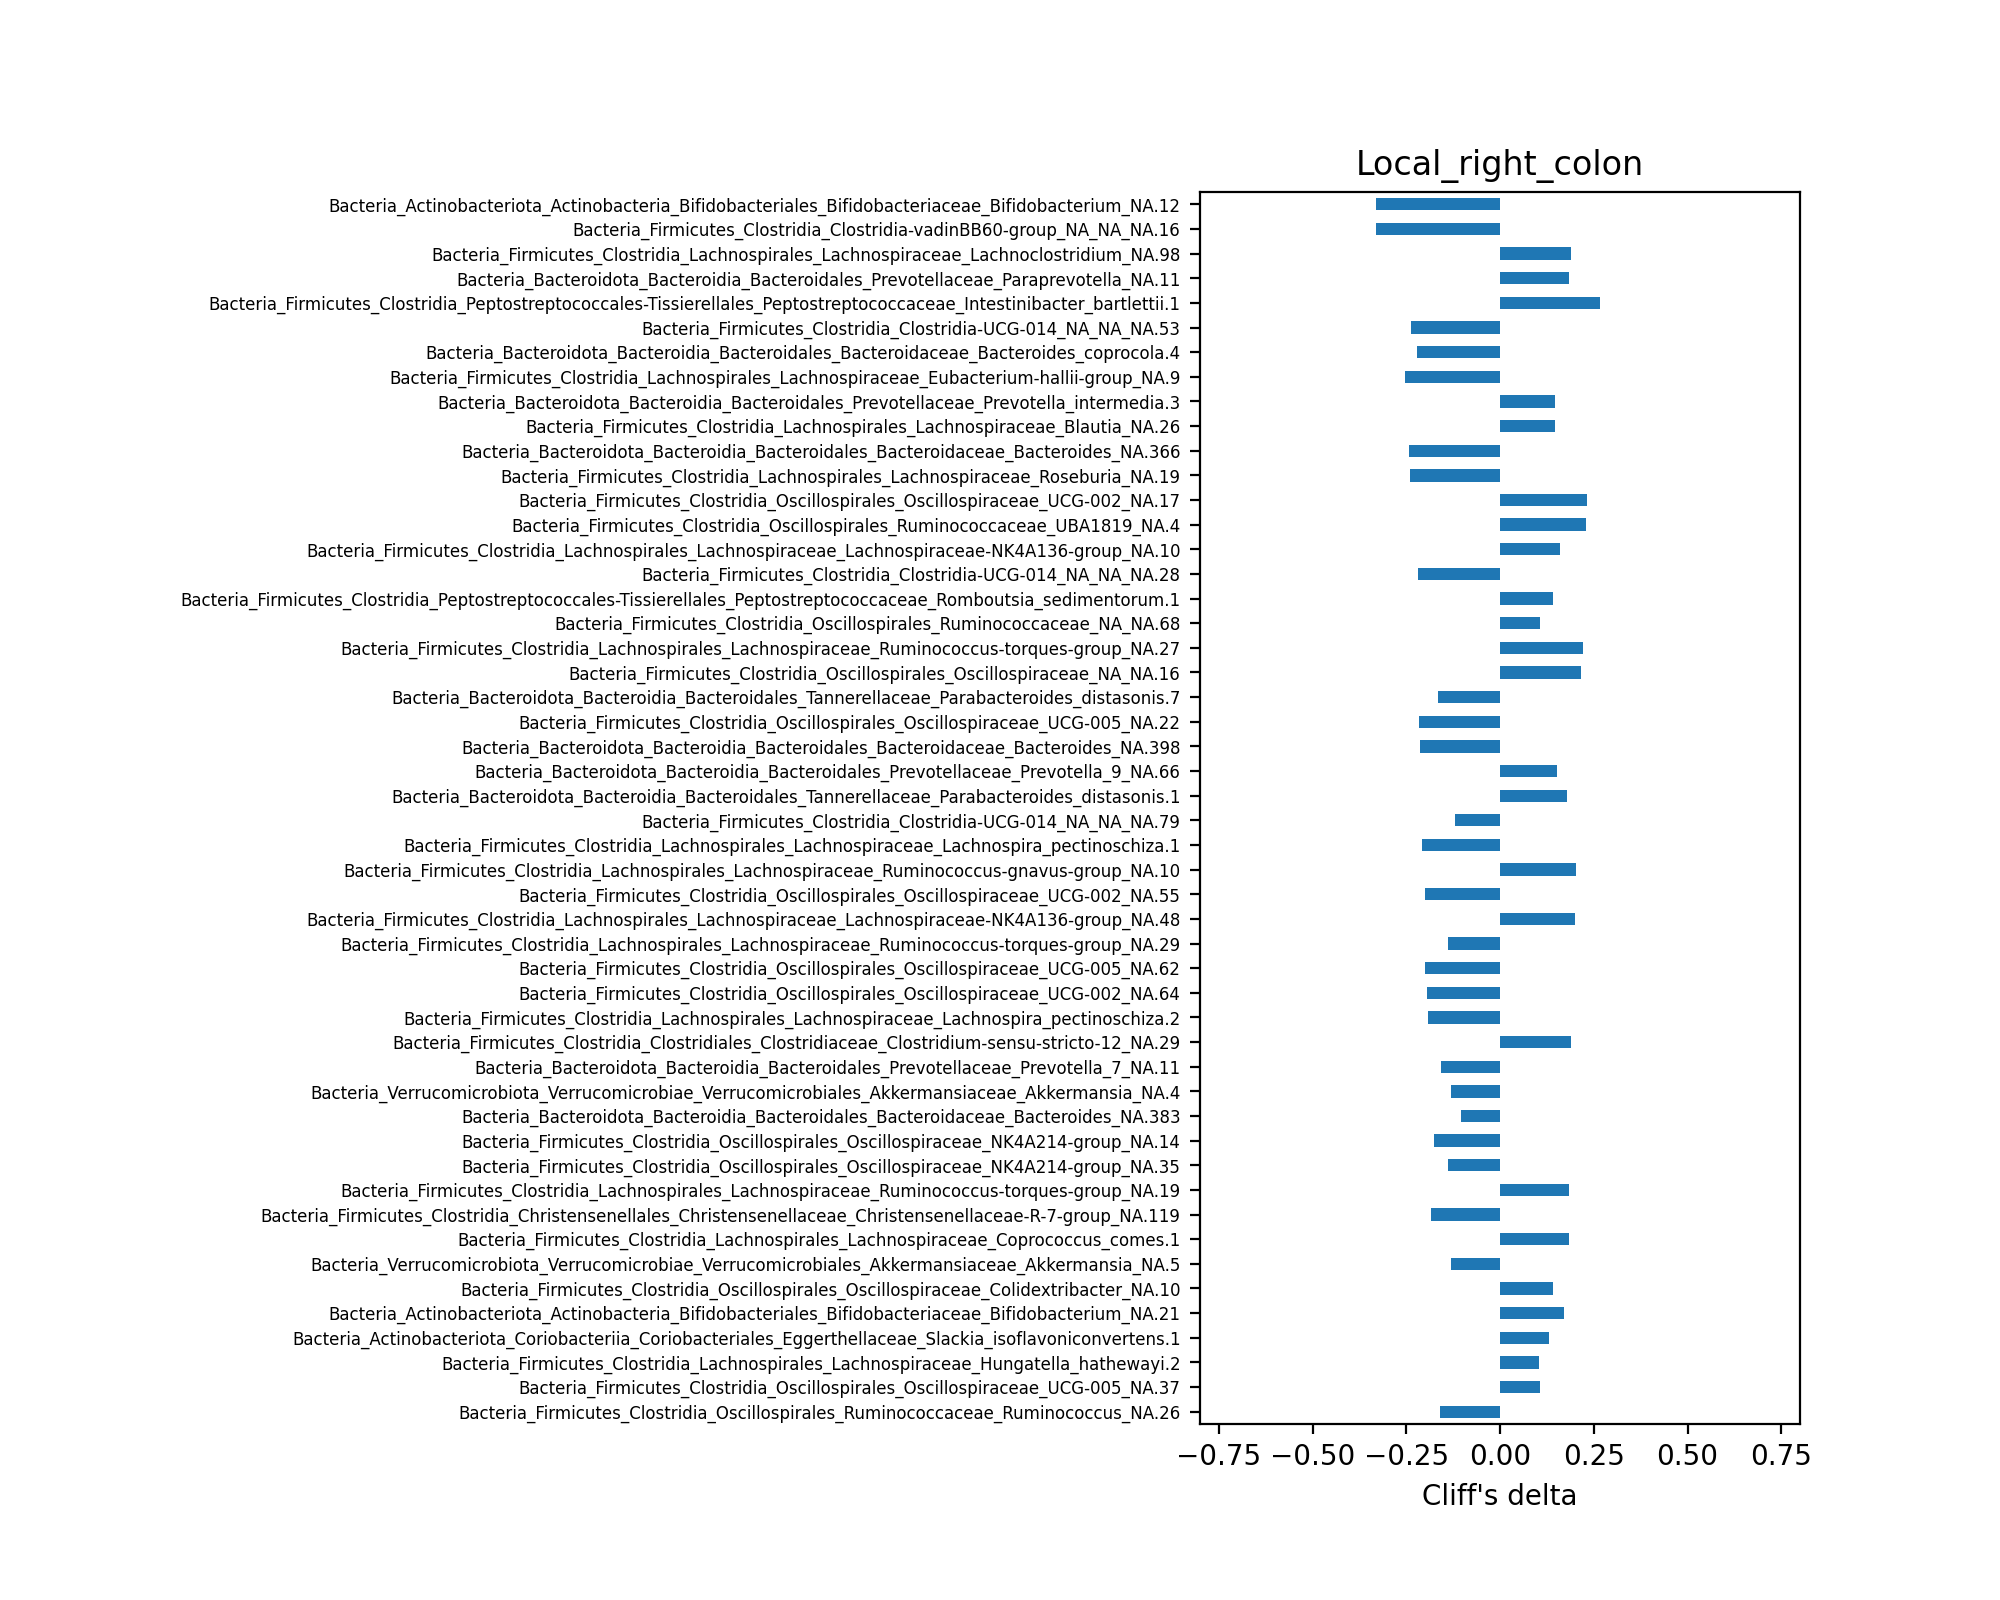 Local_right_colon
Bacteria_Actinobacteriota_Actinobacteria_Bifidobacteriales_Bifidobacteriaceae_Bifidobacterium_NA.12
Bacteria_Firmicutes_Clostridia_Clostridia-vadinBB60-group_NA_NA_NA.16
Bacteria_Firmicutes_Clostridia_Lachnospirales_Lachnospiraceae_Lachnoclostridium_NA.98
Bacteria_Bacteroidota_Bacteroidia_Bacteroidales_Prevotellaceae_Paraprevotella_NA.11
Bacteria_Firmicutes_Clostridia_Peptostreptococcales-Tissierellales_Peptostreptococcaceae_Intestinibacter_bartlettii.1
Bacteria_Firmicutes_Clostridia_Clostridia-UCG-014_NA_NA_NA.53
Bacteria_Bacteroidota_Bacteroidia_Bacteroidales_Bacteroidaceae_Bacteroides_coprocola.4
Bacteria_Firmicutes_Clostridia_Lachnospirales_Lachnospiraceae_Eubacterium-hallii-group_NA.9
Bacteria_Bacteroidota_Bacteroidia_Bacteroidales_Prevotellaceae_Prevotella_intermedia.3
Bacteria_Firmicutes_Clostridia_Lachnospirales_Lachnospiraceae_Blautia_NA.26
Bacteria_Bacteroidota_Bacteroidia_Bacteroidales_Bacteroidaceae_Bacteroides_NA.366
Bacteria_Firmicutes_Clostridia_Lachnospirales_Lachnospiraceae_Roseburia_NA.19
Bacteria_Firmicutes_Clostridia_Oscillospirales_Oscillospiraceae_UCG-002_NA.17
Bacteria_Firmicutes_Clostridia_Oscillospirales_Ruminococcaceae_UBA1819_NA.4
Bacteria_Firmicutes_Clostridia_Lachnospirales_Lachnospiraceae_Lachnospiraceae-NK4A136-group_NA.10
Bacteria_Firmicutes_Clostridia_Clostridia-UCG-014_NA_NA_NA.28
Bacteria_Firmicutes_Clostridia_Peptostreptococcales-Tissierellales_Peptostreptococcaceae_Romboutsia_sedimentorum.1
Bacteria_Firmicutes_Clostridia_Oscillospirales_Ruminococcaceae_NA_NA.68
Bacteria_Firmicutes_Clostridia_Lachnospirales_Lachnospiraceae_Ruminococcus-torques-group_NA.27
Bacteria_Firmicutes_Clostridia_Oscillospirales_Oscillospiraceae_NA_NA.16
Bacteria_Bacteroidota_Bacteroidia_Bacteroidales_Tannerellaceae_Parabacteroides_distasonis.7
Bacteria_Firmicutes_Clostridia_Oscillospirales_Oscillospiraceae_UCG-005_NA.22
Bacteria_Bacteroidota_Bacteroidia_Bacteroidales_Bacteroidaceae_Bacteroides_NA.398
Bacteria_Bacteroidota_Bacteroidia_Bacteroidales_Prevotellaceae_Prevotella_9_NA.66
Bacteria_Bacteroidota_Bacteroidia_Bacteroidales_Tannerellaceae_Parabacteroides_distasonis.1
Bacteria_Firmicutes_Clostridia_Clostridia-UCG-014_NA_NA_NA.79
Bacteria_Firmicutes_Clostridia_Lachnospirales_Lachnospiraceae_Lachnospira_pectinoschiza.1
Bacteria_Firmicutes_Clostridia_Lachnospirales_Lachnospiraceae_Ruminococcus-gnavus-group_NA.10
Bacteria_Firmicutes_Clostridia_Oscillospirales_Oscillospiraceae_UCG-002_NA.55
Bacteria_Firmicutes_Clostridia_Lachnospirales_Lachnospiraceae_Lachnospiraceae-NK4A136-group_NA.48
Bacteria_Firmicutes_Clostridia_Lachnospirales_Lachnospiraceae_Ruminococcus-torques-group_NA.29
Bacteria_Firmicutes_Clostridia_Oscillospirales_Oscillospiraceae_UCG-005_NA.62
Bacteria_Firmicutes_Clostridia_Oscillospirales_Oscillospiraceae_UCG-002_NA.64
Bacteria_Firmicutes_Clostridia_Lachnospirales_Lachnospiraceae_Lachnospira_pectinoschiza.2
Bacteria_Firmicutes_Clostridia_Clostridiales_Clostridiaceae_Clostridium-sensu-stricto-12_NA.29
Bacteria_Bacteroidota_Bacteroidia_Bacteroidales_Prevotellaceae_Prevotella_7_NA.11
Bacteria_Verrucomicrobiota_Verrucomicrobiae_Verrucomicrobiales_Akkermansiaceae_Akkermansia_NA.4
Bacteria_Bacteroidota_Bacteroidia_Bacteroidales_Bacteroidaceae_Bacteroides_NA.383
Bacteria_Firmicutes_Clostridia_Oscillospirales_Oscillospiraceae_NK4A214-group_NA.14
Bacteria_Firmicutes_Clostridia_Oscillospirales_Oscillospiraceae_NK4A214-group_NA.35
Bacteria_Firmicutes_Clostridia_Lachnospirales_Lachnospiraceae_Ruminococcus-torques-group_NA.19
Bacteria_Firmicutes_Clostridia_Christensenellales_Christensenellaceae_Christensenellaceae-R-7-group_NA.119
Bacteria_Firmicutes_Clostridia_Lachnospirales_Lachnospiraceae_Coprococcus_comes.1
Bacteria_Verrucomicrobiota_Verrucomicrobiae_Verrucomicrobiales_Akkermansiaceae_Akkermansia_NA.5
Bacteria_Firmicutes_Clostridia_Oscillospirales_Oscillospiraceae_Colidextribacter_NA.10
Bacteria_Actinobacteriota_Actinobacteria_Bifidobacteriales_Bifidobacteriaceae_Bifidobacterium_NA.21
Bacteria_Actinobacteriota_Coriobacteriia_Coriobacteriales_Eggerthellaceae_Slackia_isoflavoniconvertens.1
Bacteria_Firmicutes_Clostridia_Lachnospirales_Lachnospiraceae_Hungatella_hathewayi.2
Bacteria_Firmicutes_Clostridia_Oscillospirales_Oscillospiraceae_UCG-005_NA.37
Bacteria_Firmicutes_Clostridia_Oscillospirales_Ruminococcaceae_Ruminococcus_NA.26
−0.75 −0.50 −0.25 0.00 0.25 0.50 0.75
Cliff's delta